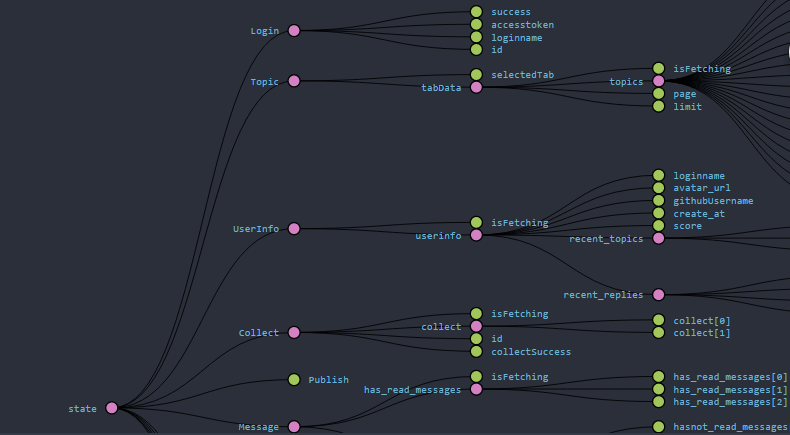 success
Login
accesstoken
loginname
id
isFetching
selectedTab
Topic
topics
tabData
page
limit
loginname
avatar_url
githubUsername
create_at
isFetching
score
UserInfo
userinfo
recent_topics
recent_replies
isFetching
collect[0]
collect
Collect
collect[1]
id
collectSuccess
isFetching
has_read_messages[0]
Publish
has_read_messages
has_read_messages[1]
has_read_messages[2]
state
Message
hasnot_read_messages